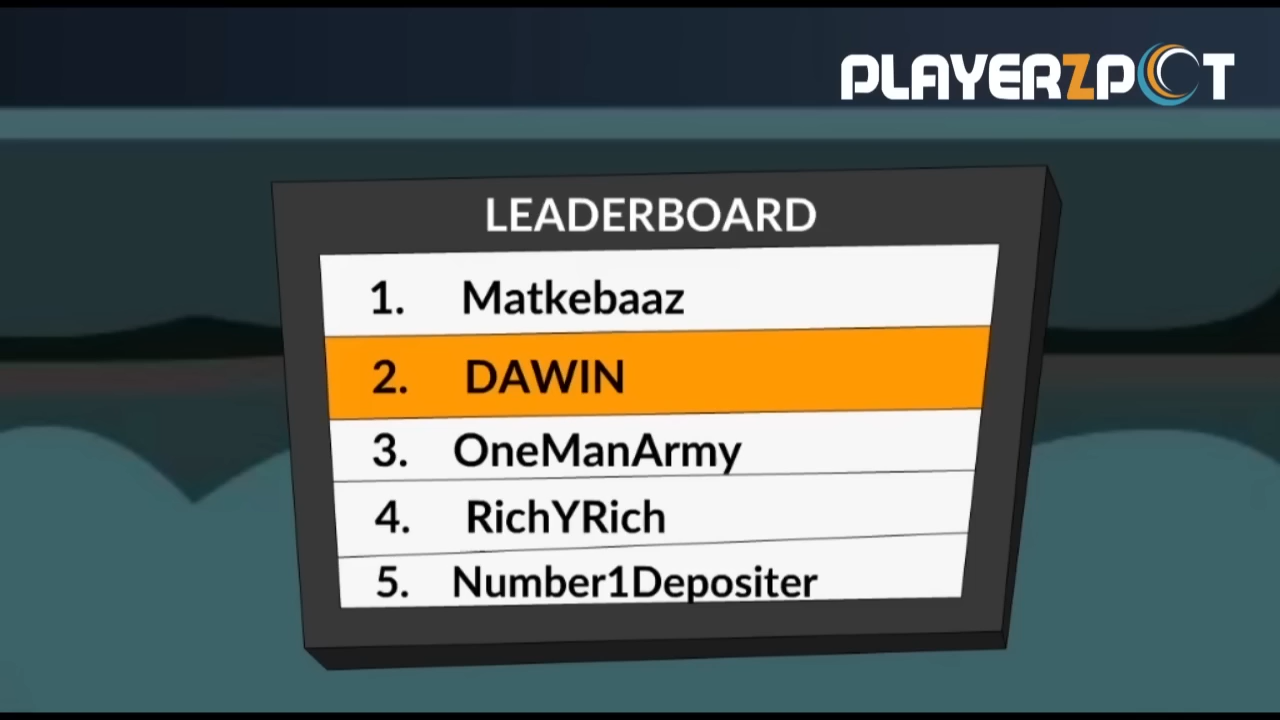 PLAYERZPOT
LEADERBOARD
1. Matkebaaz
2. DAWIN
3. OneManArmy
4. RichYRich
5. Number1Depositer